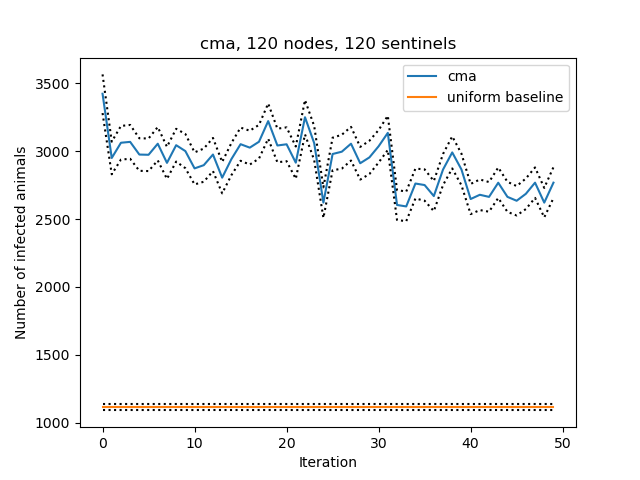 cma, 120 nodes, 120 sentinels
cma
uniform baseline
Number of infected animals
3500
3000
2500
2000
1500
1000
0
10
20
30
40
50
Iteration